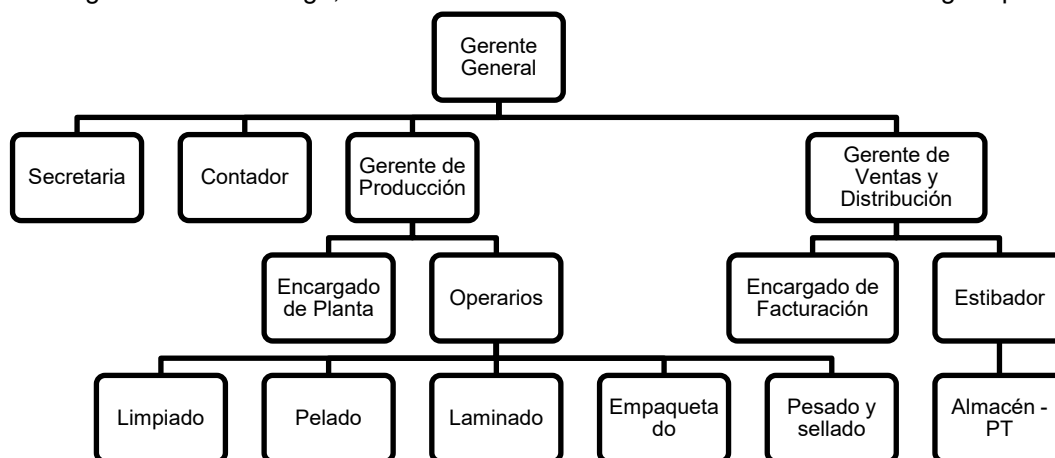 Gerente
General
Secretaria
Contador
Gerente de
Producción
Gerente de
Ventas y
Distribución
Encargado
de Planta
Operarios
Encargado de
Facturación
Estibador
Limpiado
Pelado
Laminado
Empaqueta
do
Pesado y
sellado
Almacén -
PT